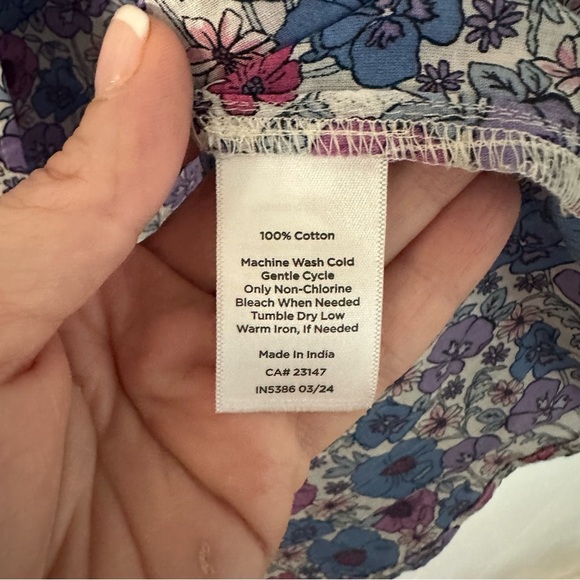 100% Cotton
Machine Wash Cold
Gentle Cycle
Only Non-Chlorine
Bleach When Needed
Tumble Dry Low
Warm Iron, If Needed
Made in India
CA# 23147
IN5386 03/24